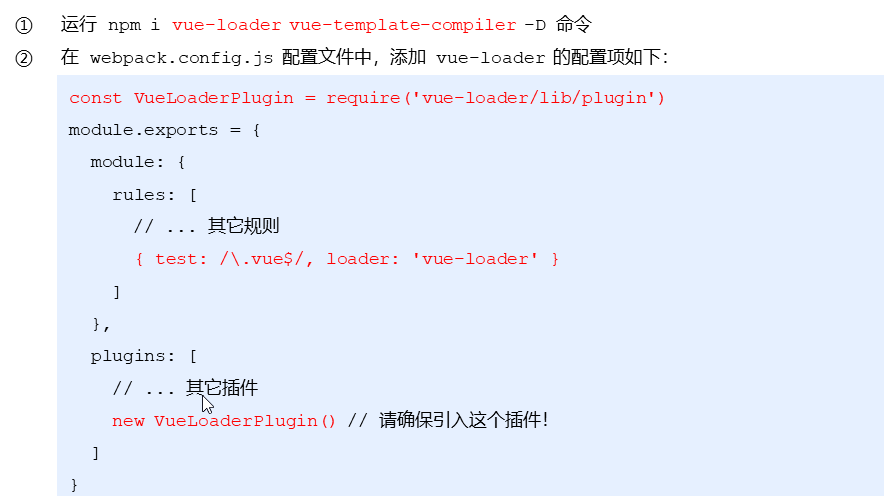 ① 运行 npm i vue-loader vue-template-compiler -D 命令
② 在 webpack.config.js 配置文件中，添加 vue-loader 的配置项如下：
const VueLoaderPlugin = require('vue-loader/lib/plugin')
module.exports = {
  module: {
    rules: [
      // ... 其它规则
      { test: /\.vue$/, loader: 'vue-loader' }
    ]
  },
  plugins: [
    // ... 其它插件
    new VueLoaderPlugin() // 请确保引入这个插件！
  ]
}